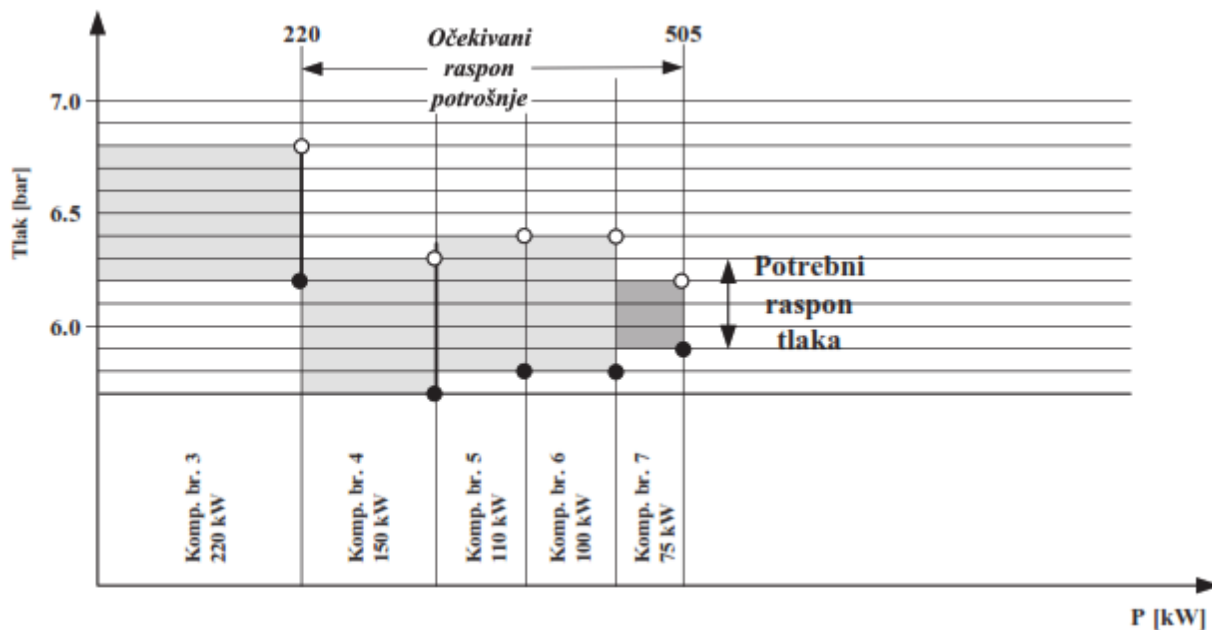 220
Očekivani
raspon
potrošnje
505
7.0
6.5
6.0
Tlak [bar]
Potrebni
raspon
tlaka
Komp. br. 3
220 kW
Komp. br. 4
150 kW
Komp. br. 5
110 kW
Komp. br. 6
100 kW
Komp. br. 7
75 kW
P [kW]